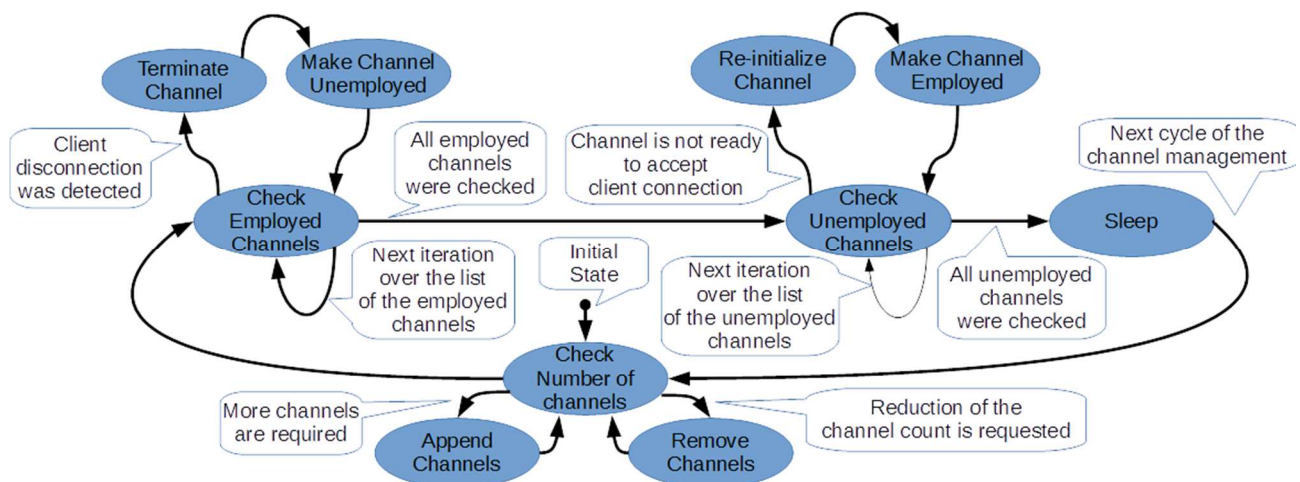 Terminate
Channel
Make Channel
Unemployed
Re-initialize
Channel
Make Channel
Employed
Client
disconnection
was detected
All employed
channels
were checked
Channel is not ready
to accept
client connection
Next cycle of the
channel management
Check
Employed
Channels
Check
Unemployed
Channels
Sleep
Next iteration
over the list
of the employed
channels
Initial
State
Next iteration
over the list
of the unemployed
channels
All unemployed
channels
were checked
Check
Number of
channels
More channels
are required
Append
Channels
Remove
Channels
Reduction of the
channel count is requested